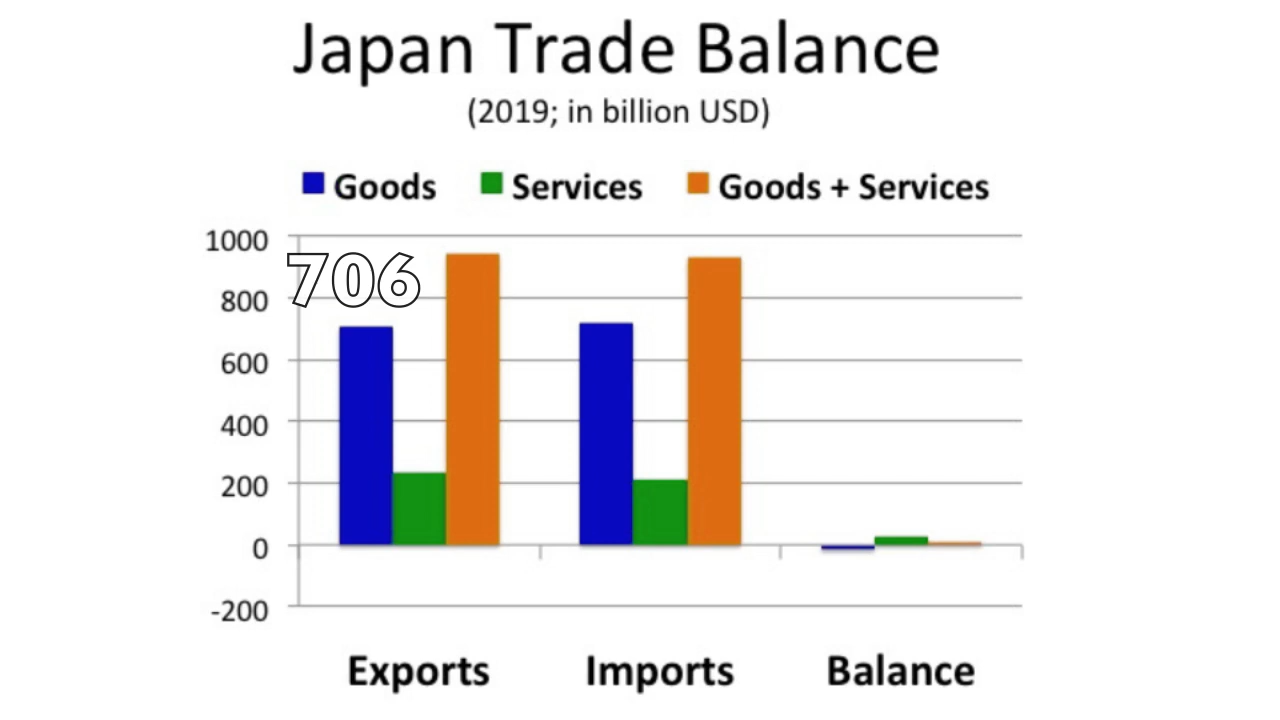 Japan Trade Balance
(2019; in billion USD)
Goods Services Goods + Services
1000
706
800
600
400
200
0
-200
Exports Imports Balance